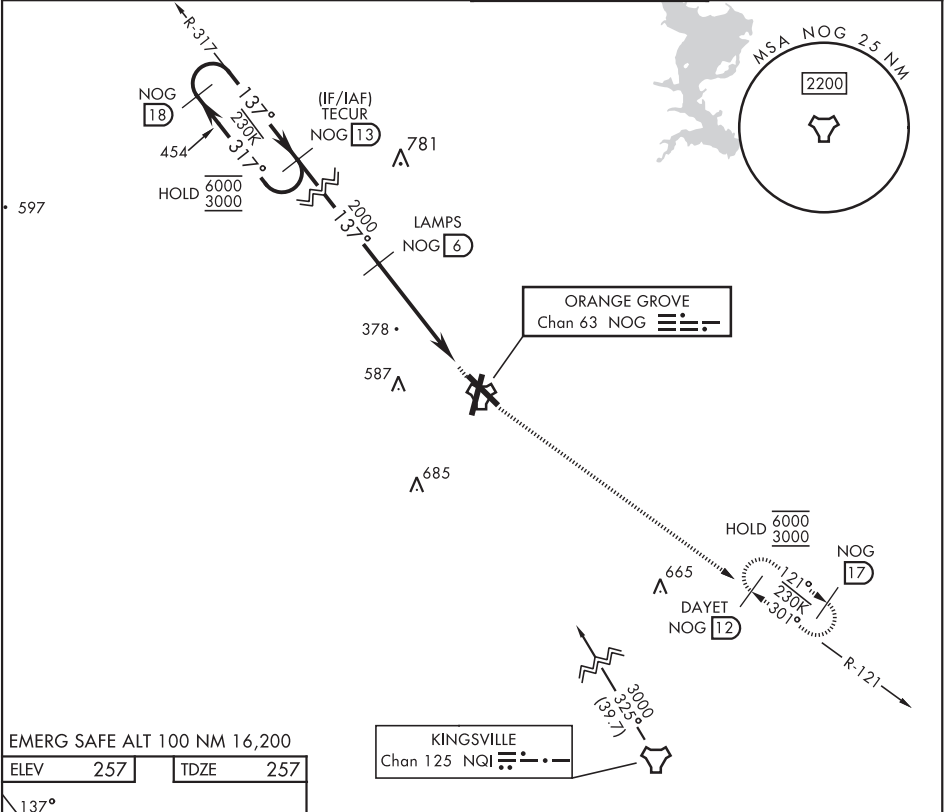 R-317
MSA NOG 25 NM
2200
NOG
18
137°
230K
317°
454
(IF/IAF)
TECUR
NOG 13
781
HOLD 6000
3000
597
2000
137°
LAMPS
NOG 6
ORANGE GROVE
Chan 63 NOG
378
587
685
HOLD 6000
3000
NOG
17
121°
230K
301°
665
DAYET
NOG 12
R-121
3000
325°
(39.7)
KINGSVILLE
Chan 125 NQI
EMERG SAFE ALT 100 NM 16,200
ELEV 257 TDZE 257
137°